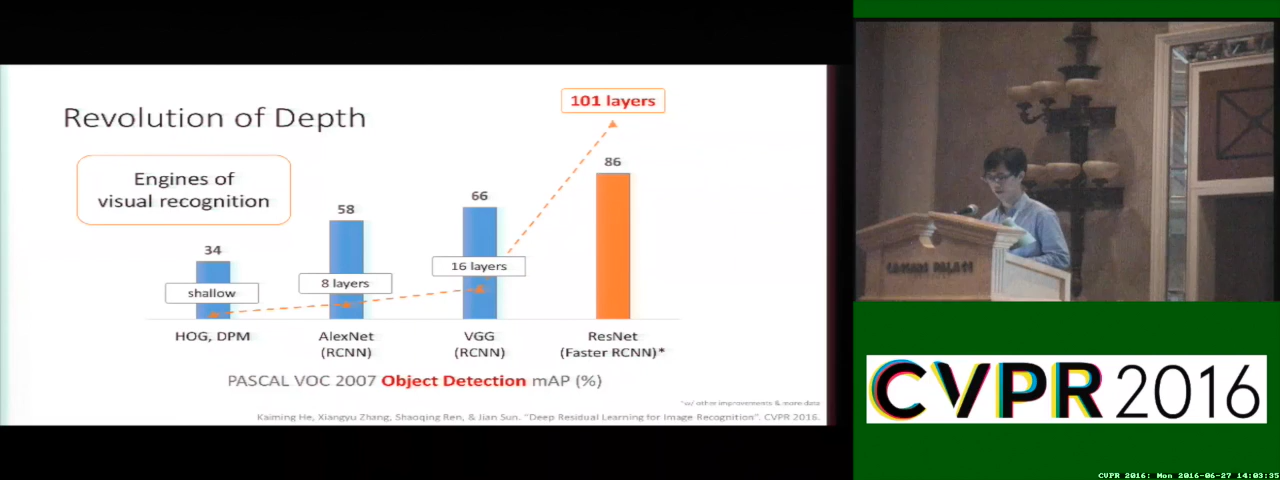 Revolution of Depth
Engines of
visual recognition
101 layers
86
66
58
34
16 layers
8 layers
shallow
HOG, DPM
AlexNet
(RCNN)
VGG
(RCNN)
ResNet
(Faster RCNN)*
PASCAL VOC 2007 Object Detection mAP (%)
*w/ other improvements & more data
Kaiming He, Xiangyu Zhang, Shaoqing Ren, & Jian Sun. "Deep Residual Learning for Image Recognition". CVPR 2016.
CAESARS PALACE
CVPR 2016
CVPR 2016: Mon 2016-06-27 14:03:35